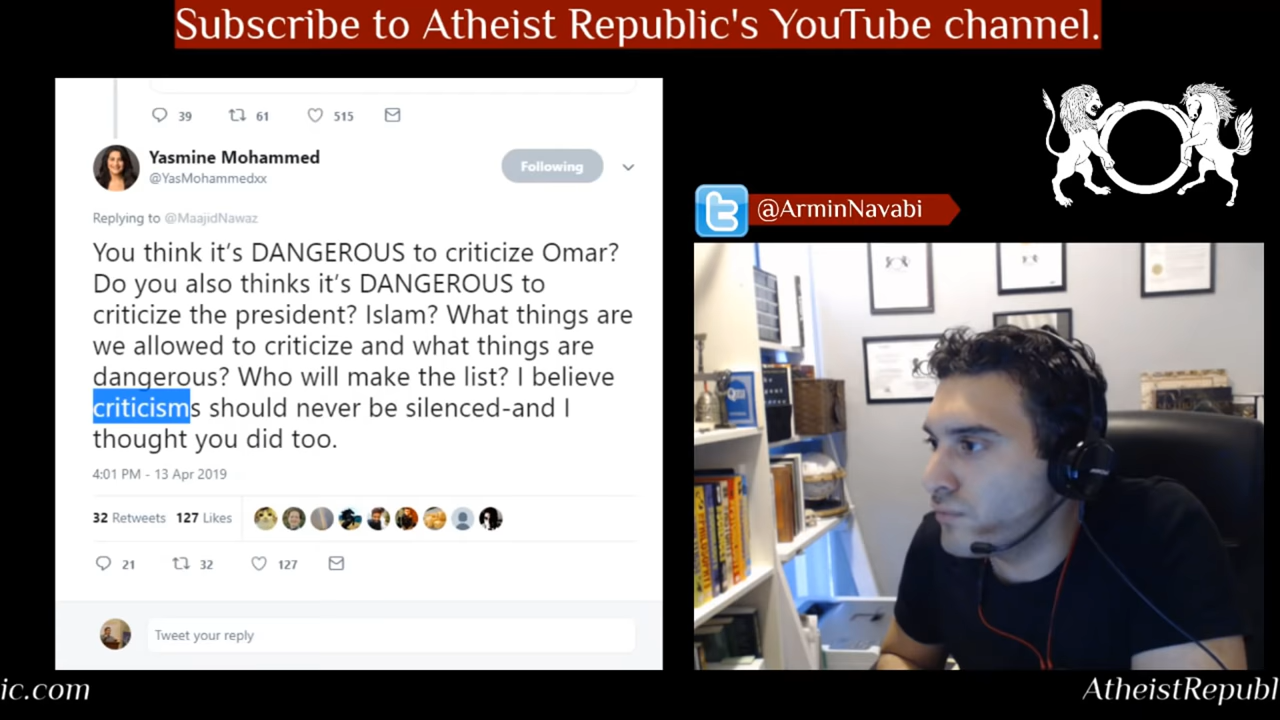 Subscribe to Atheist Republic's YouTube channel.
39 61 515
Yasmine Mohammed
@YasMohammedxx
Following
Replying to @MaajidNawaz
You think it's DANGEROUS to criticize Omar?
Do you also thinks it's DANGEROUS to
criticize the president? Islam? What things are
we allowed to criticize and what things are
dangerous? Who will make the list? I believe
criticisms should never be silenced-and I
thought you did too.
4:01 PM - 13 Apr 2019
32 Retweets 127 Likes
21 32 127
Tweet your reply
@ArminNavabi
ic.com
AtheistRepubl